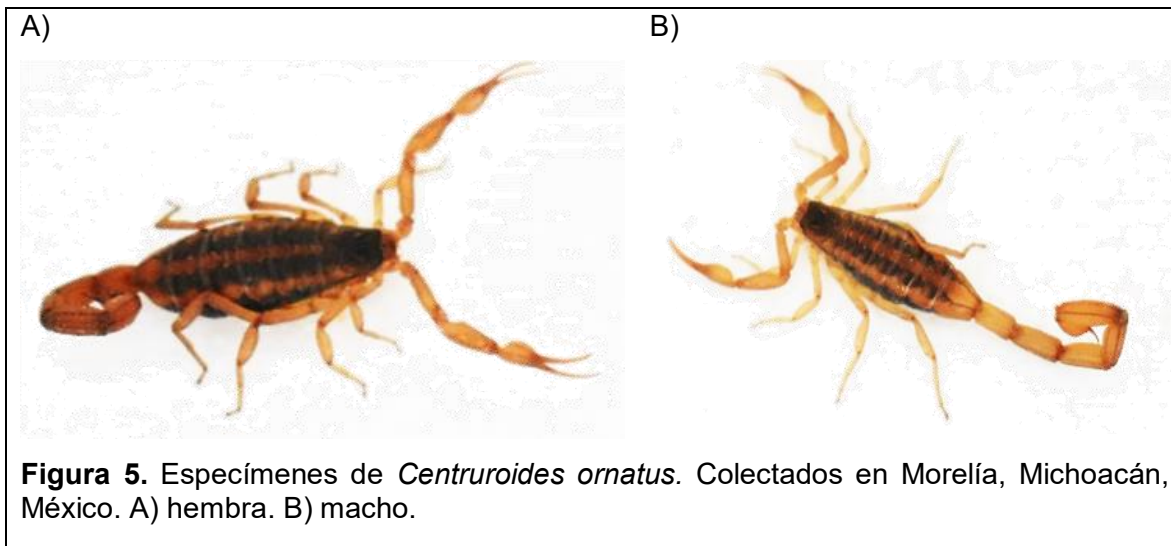 A)
B)
Figura 5. Especímenes de Centruroides ornatus. Colectados en Morelía, Michoacán,
México. A) hembra. B) macho.